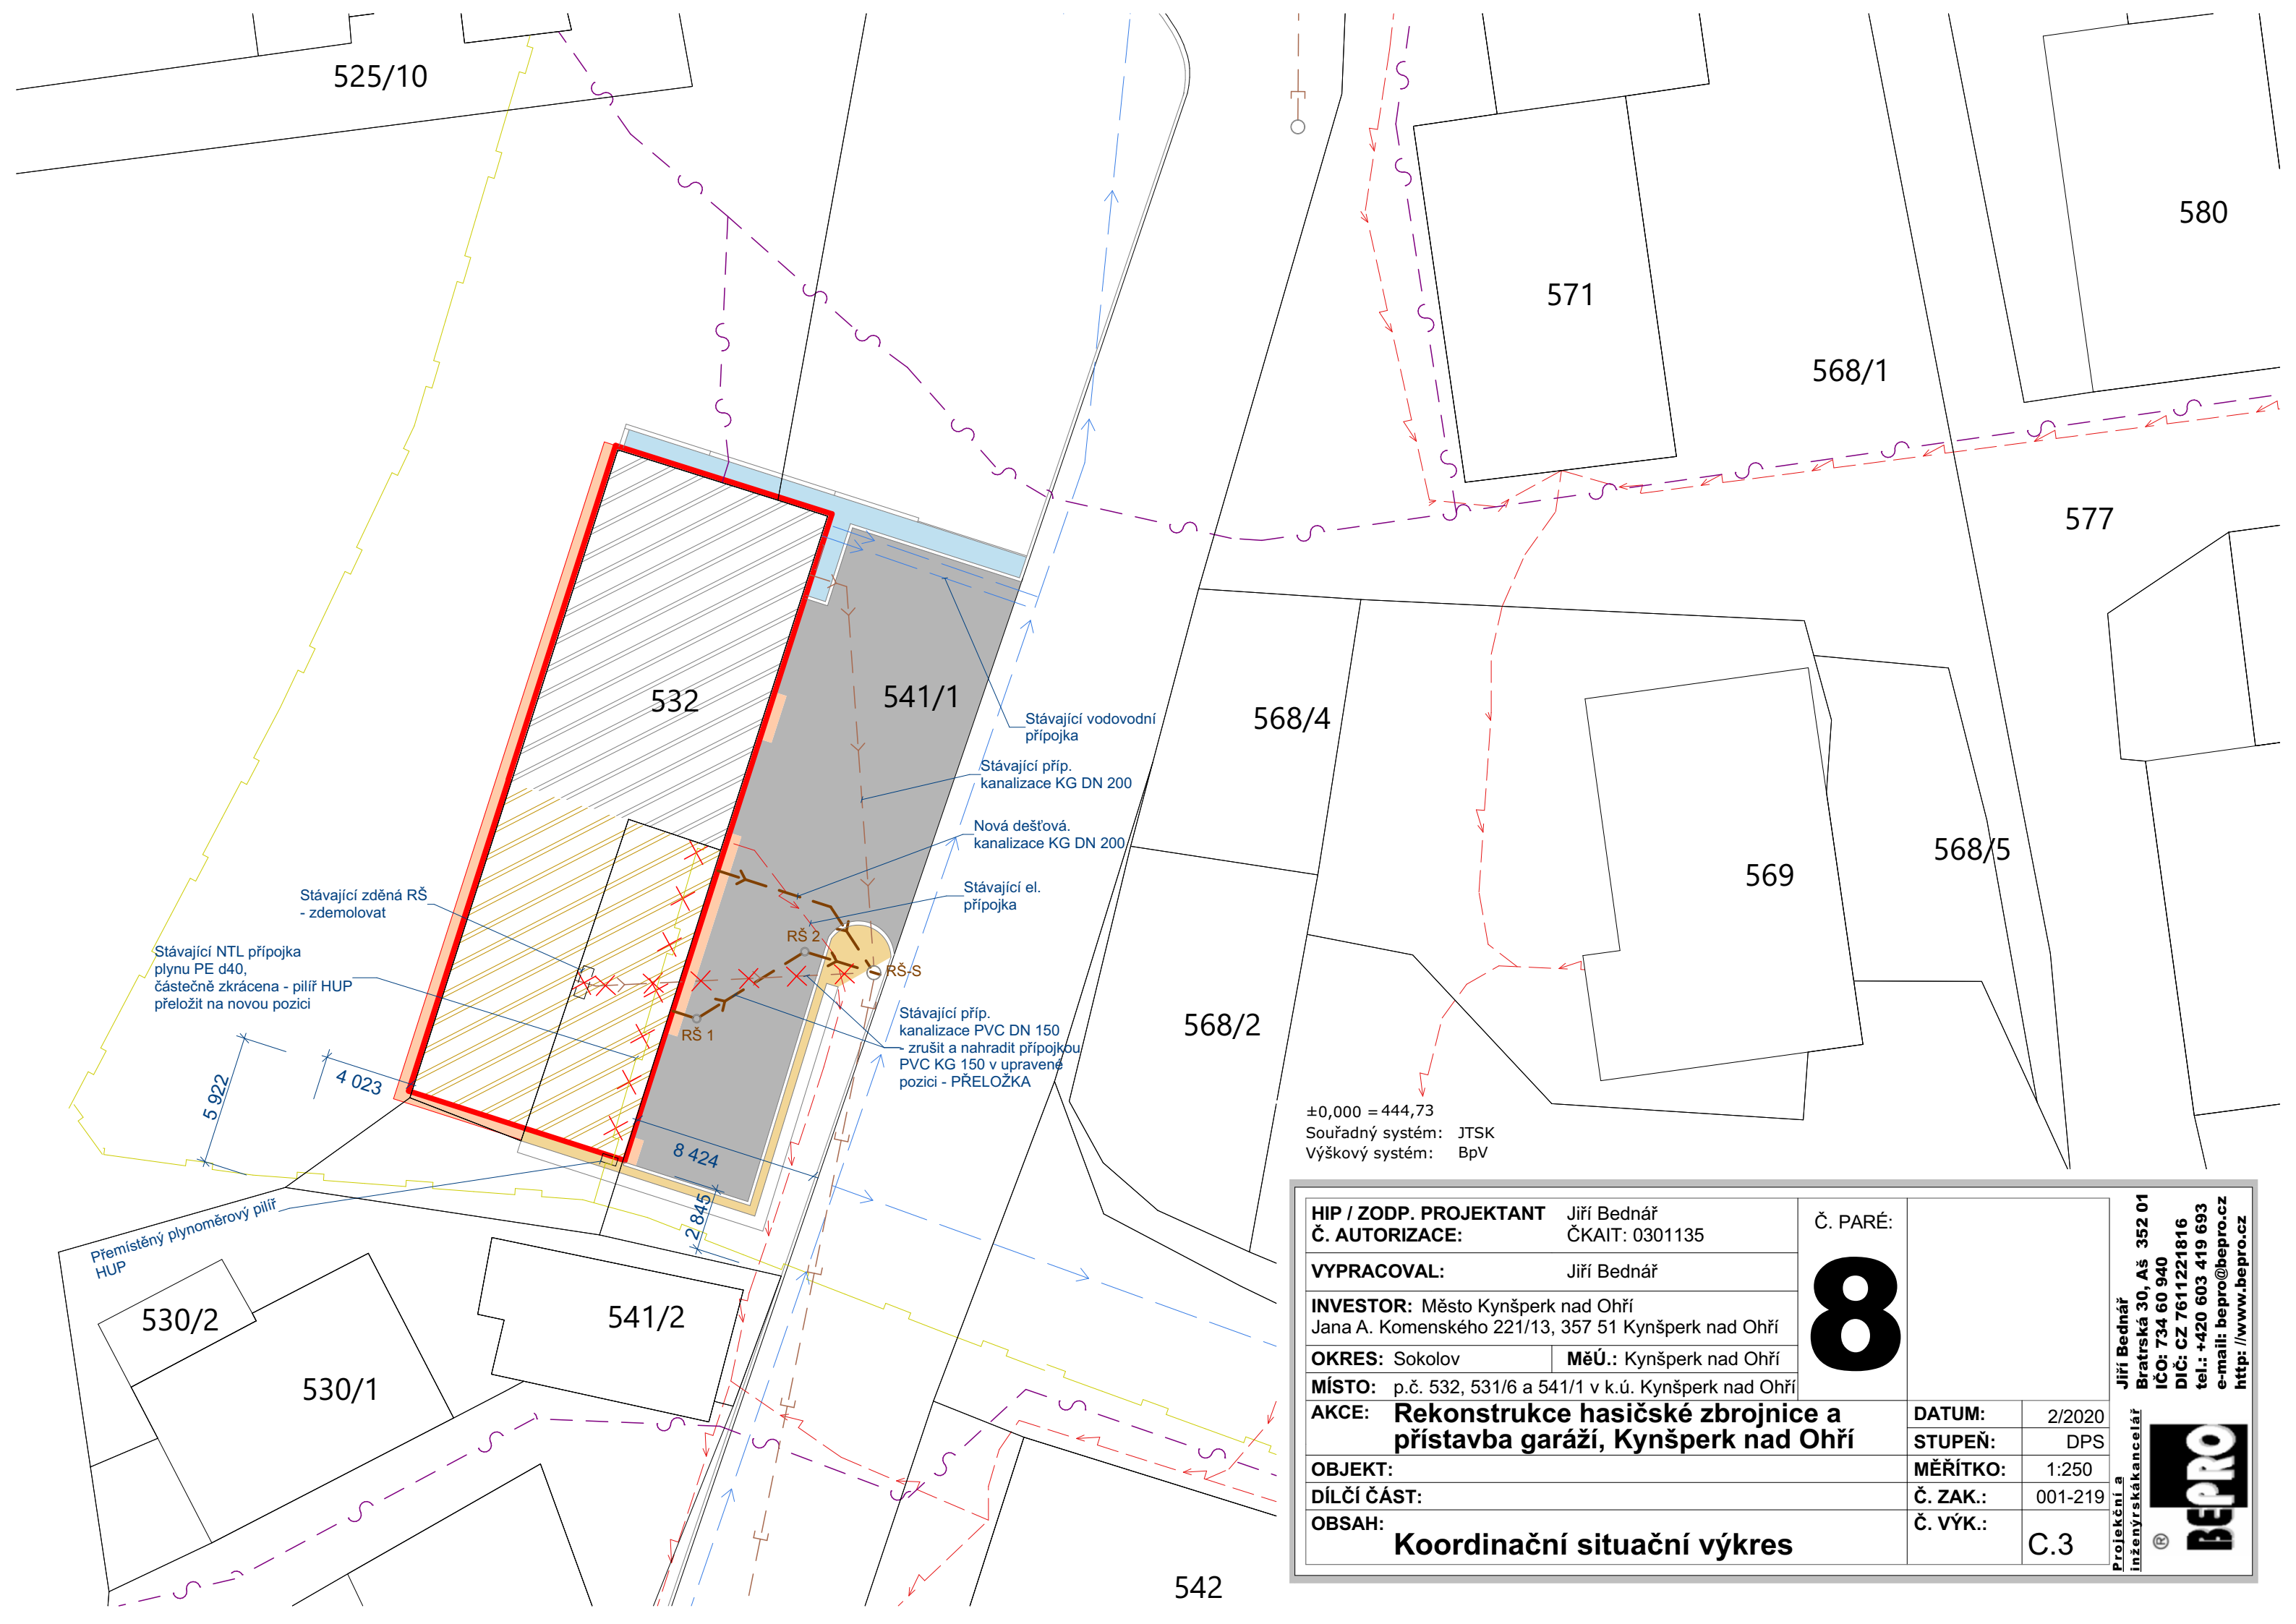 525/10
580
571
568/1
577
532
541/1
568/4
568/5
569
568/2
Stávající vodovodní
přípojka
Stávající příp.
kanalizace KG DN 200
Nová dešťová.
kanalizace KG DN 200
Stávající el.
přípojka
Stávající zděná RŠ
- zdemolovat
Stávající NTL přípojka
plynu PE d40,
částečně zkrácena - pilíř HUP
přeložit na novou pozici
RŠ 2
RŠ-S
RŠ 1
Stávající příp.
kanalizace PVC DN 150
- zrušit a nahradit přípojkou
PVC KG 150 v upravené
pozici - PŘELOŽKA
4 023
5 922
8 424
2 845
Přemístěný plynoměrový pilíř
HUP
530/2
530/1
541/2
542
±0,000 = 444,73
Souřadný systém: JTSK
Výškový systém: BpV
HIP / ZODP. PROJEKTANT Jiří Bednář
Č. AUTORIZACE: ČKAIT: 0301135
VYPRACOVAL: Jiří Bednář
INVESTOR: Město Kynšperk nad Ohří
Jana A. Komenského 221/13, 357 51 Kynšperk nad Ohří
OKRES: Sokolov MěÚ.: Kynšperk nad Ohří
MÍSTO: p.č. 532, 531/6 a 541/1 v k.ú. Kynšperk nad Ohří
Č. PARÉ:
8
AKCE: Rekonstrukce hasičské zbrojnice a
přístavba garáží, Kynšperk nad Ohří
OBJEKT:
DÍLČÍ ČÁST:
OBSAH:
Koordinační situační výkres
DATUM: 2/2020
STUPEŇ: DPS
MĚŘÍTKO: 1:250
Č. ZAK.: 001-219
Č. VÝK.:
C.3
Jiří Bednář
Bratrská 30, Aš 352 01
IČO: 734 60 940
DIČ: CZ 7611221816
tel.: +420 603 419 693
e-mail: bepro@bepro.cz
http: //www.bepro.cz
Projekční a
inženýrskákancelář
®
BEPRO